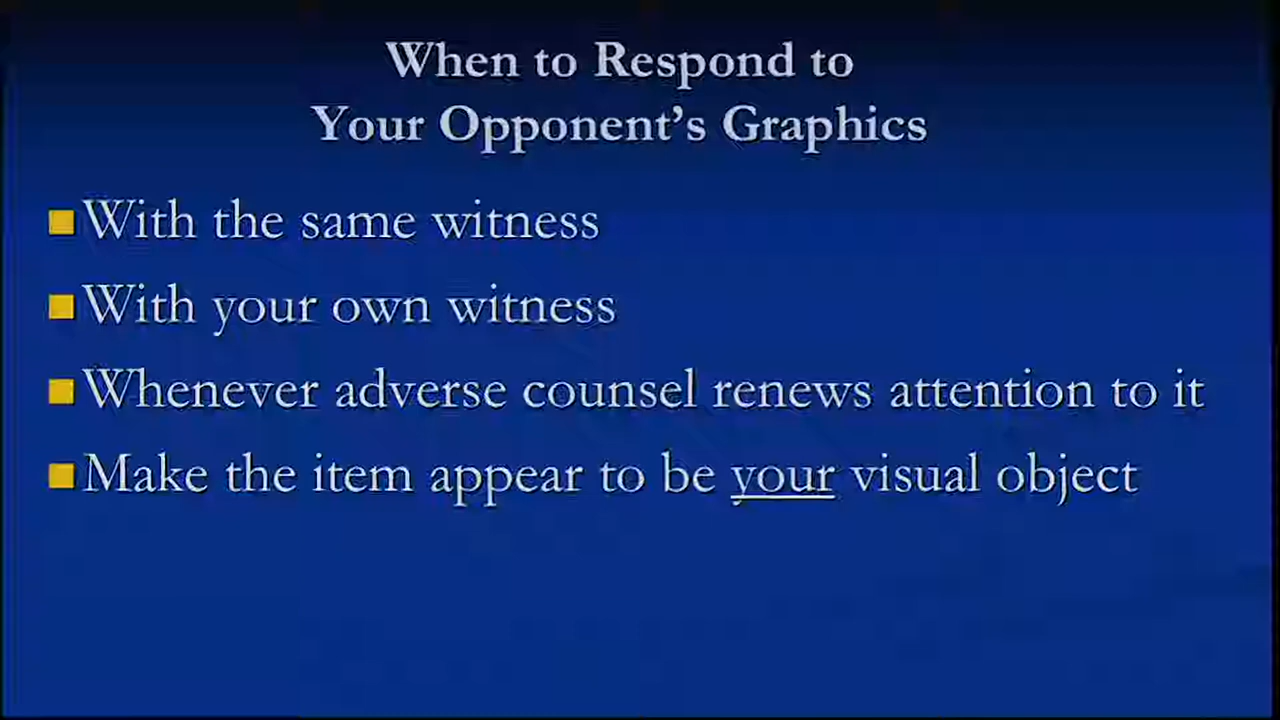 When to Respond to
Your Opponent’s Graphics
With the same witness
With your own witness
Whenever adverse counsel renews attention to it
Make the item appear to be your visual object